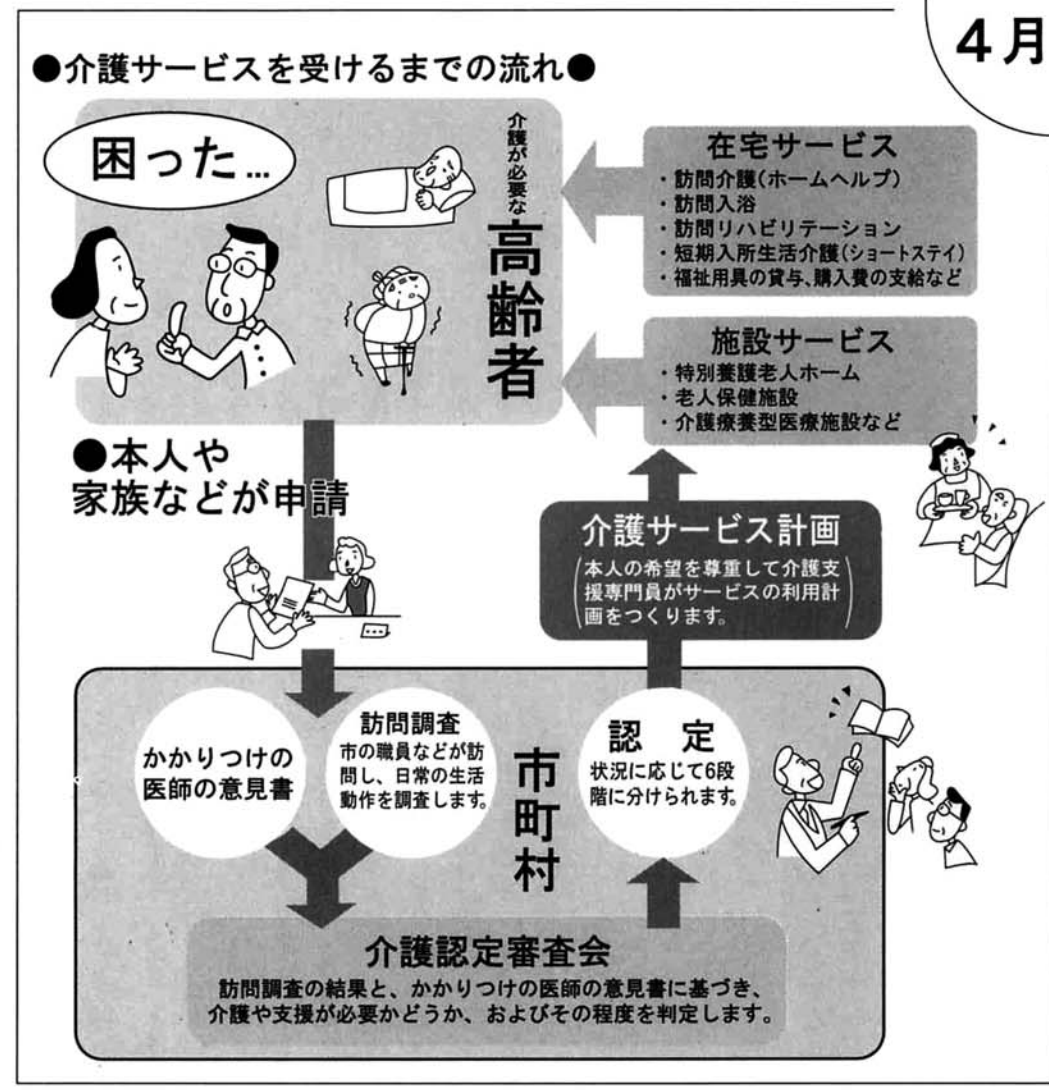 4月
●介護サービスを受けるまでの流れ●
困った…
介護が必要な
高齢者
在宅サービス
・訪問介護(ホームヘルプ)
・訪問入浴
・訪問リハビリテーション
・短期入所生活介護(ショートステイ)
・福祉用具の貸与、購入費の支給など
施設サービス
・特別養護老人ホーム
・老人保健施設
・介護療養型医療施設など
●本人や
家族などが申請
介護サービス計画
(本人の希望を尊重して介護支
援専門員がサービスの利用計
画をつくります。)
かかりつけの
医師の意見書
訪問調査
市の職員などが訪
問し、日常の生活
動作を調査します。
市町村
認 定
状況に応じて6段
階に分けられます。
介護認定審査会
訪問調査の結果と、かかりつけの医師の意見書に基づき、
介護や支援が必要かどうか、およびその程度を判定します。